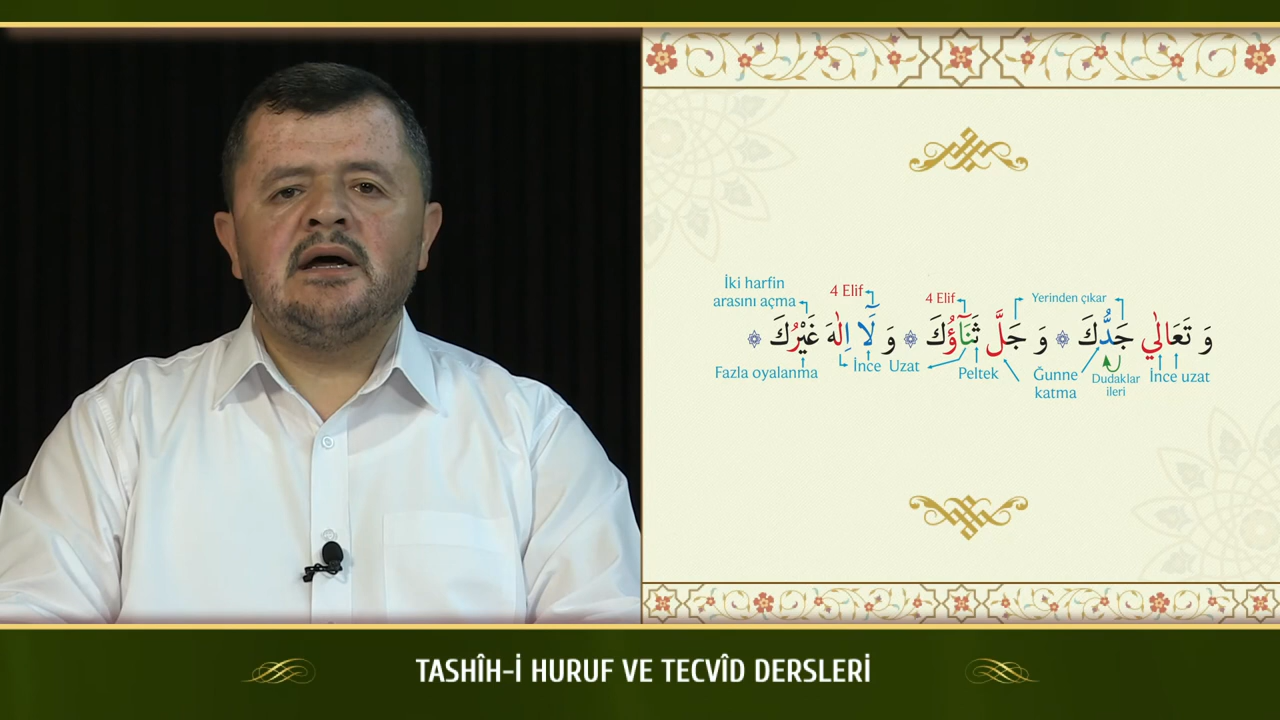 İki harfin
arasını açma
4 Elif
4 Elif
Yerinden çıkar
وَ تَعَالٰي جَدُّكَ ۞ وَ جَلَّ ثَنَاۤؤُكَ ۞ وَ لَاۤ اِلٰهَ غَيْرُكَ ۞
Fazla oyalanma
İnce
Uzat
Peltek
Ğunne
katma
Dudaklar
ileri
İnce uzat
TASHÎH-İ HURUF VE TECVÎD DERSLERİ